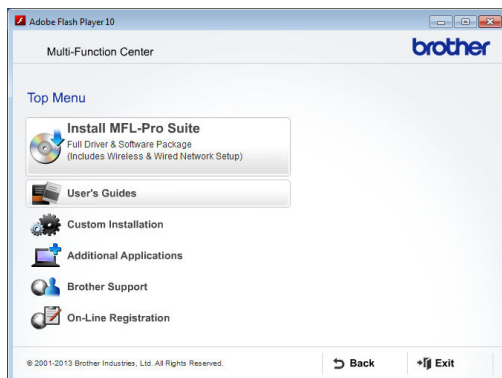 Adobe Flash Player 10
Multi-Function Center
brother
Top Menu
Install MFL-Pro Suite
Full Driver & Software Package
(Includes Wireless & Wired Network Setup)
User's Guides
Custom Installation
Additional Applications
Brother Support
On-Line Registration
© 2001-2013 Brother Industries, Ltd. All Rights Reserved.
Back
Exit